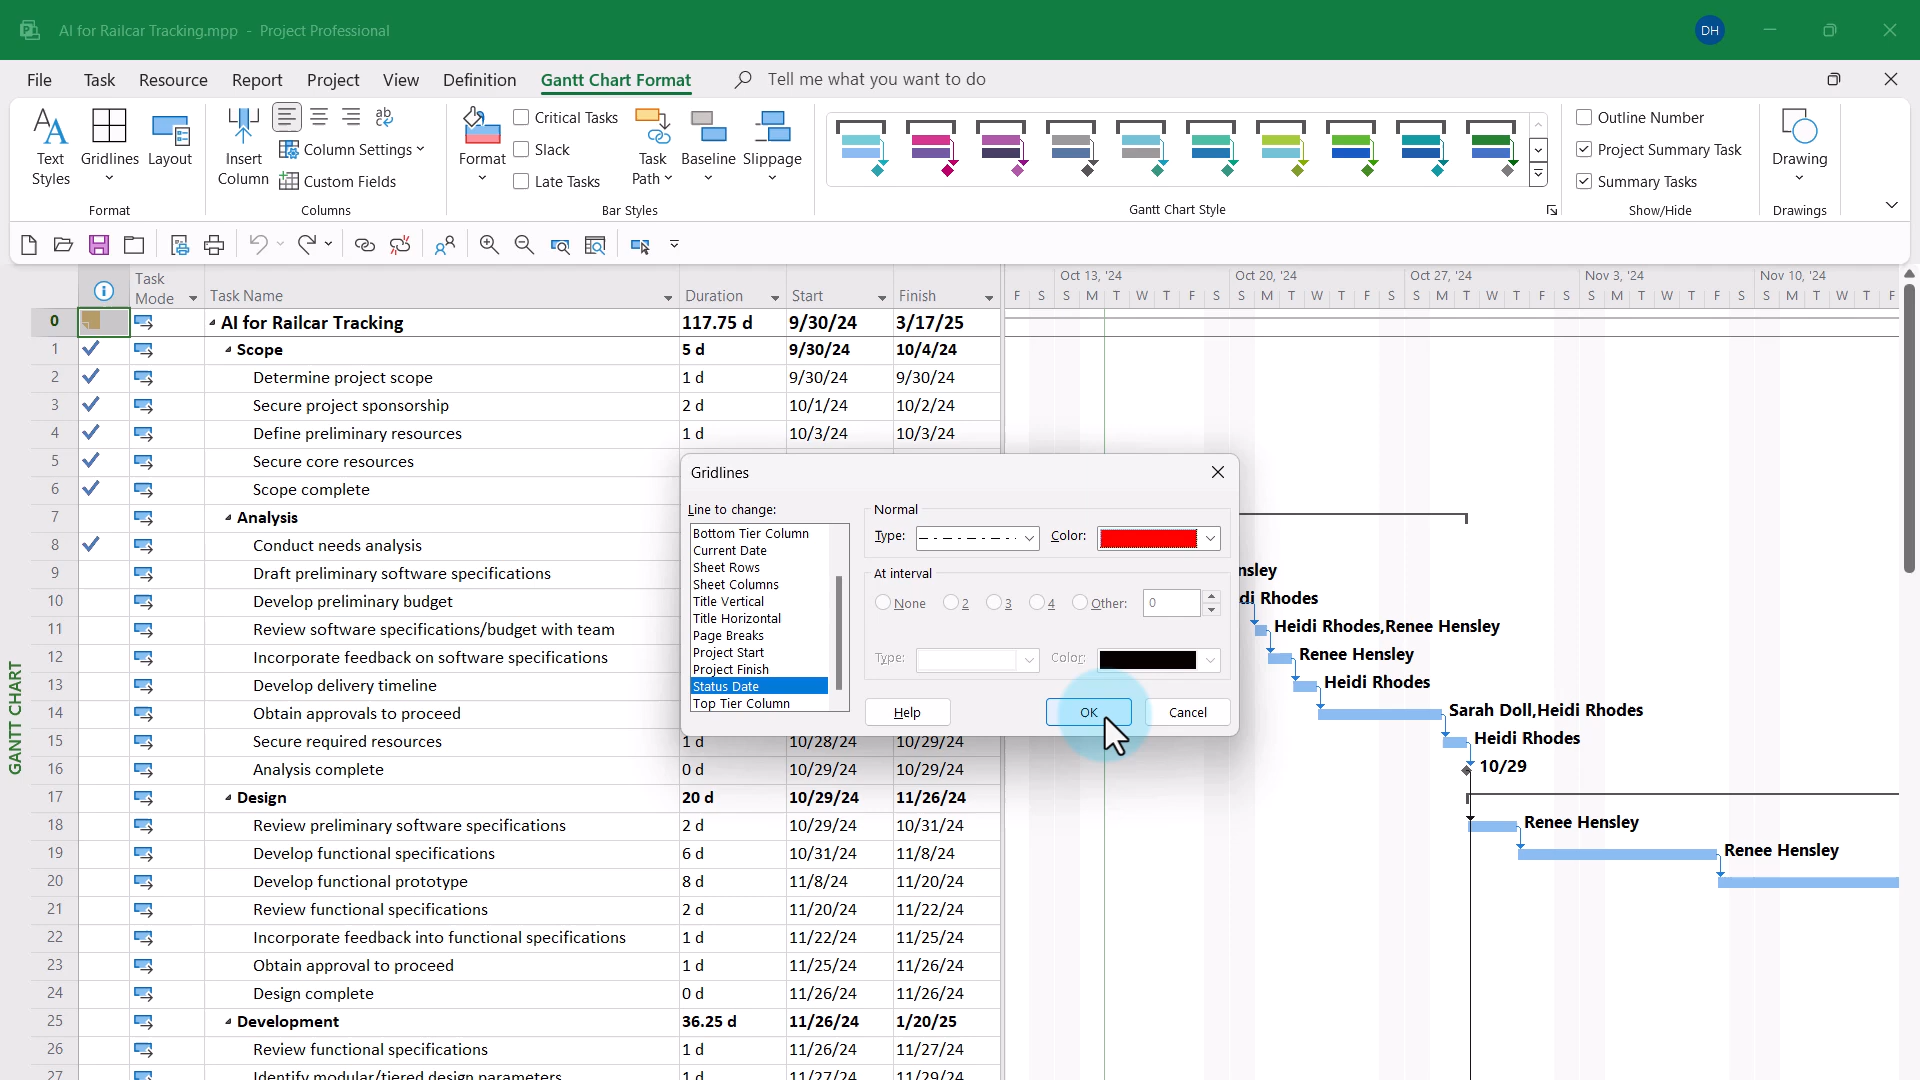 AI for Railcar Tracking.mpp - Project Professional
DH
File Task Resource Report Project View Definition Gantt Chart Format Tell me what you want to do
Text Styles
Gridlines
Layout
Format
Insert Column
Column Settings
Custom Fields
Columns
Format
Critical Tasks
Slack
Late Tasks
Task Path
Baseline
Slippage
Bar Styles
Gantt Chart Style
Outline Number
Project Summary Task
Summary Tasks
Show/Hide
Drawing
Drawings
Task Mode Task Name Duration Start Finish
Oct 13, '24 Oct 20, '24 Oct 27, '24 Nov 3, '24 Nov 10, '24
F S S M T W T F S S M T W T F S S M T W T F S S M T W T F S S M T W T F
0 AI for Railcar Tracking 117.75 d 9/30/24 3/17/25
1 Scope 5 d 9/30/24 10/4/24
2 Determine project scope 1 d 9/30/24 9/30/24
3 Secure project sponsorship 2 d 10/1/24 10/2/24
4 Define preliminary resources 1 d 10/3/24 10/3/24
5 Secure core resources
6 Scope complete
7 Analysis
8 Conduct needs analysis
9 Draft preliminary software specifications
10 Develop preliminary budget
11 Review software specifications/budget with team
12 Incorporate feedback on software specifications
13 Develop delivery timeline
14 Obtain approvals to proceed
15 Secure required resources 1 d 10/28/24 10/29/24
16 Analysis complete 0 d 10/29/24 10/29/24
17 Design 20 d 10/29/24 11/26/24
18 Review preliminary software specifications 2 d 10/29/24 10/31/24
19 Develop functional specifications 6 d 10/31/24 11/8/24
20 Develop functional prototype 8 d 11/8/24 11/20/24
21 Review functional specifications 2 d 11/20/24 11/22/24
22 Incorporate feedback into functional specifications 1 d 11/22/24 11/25/24
23 Obtain approval to proceed 1 d 11/25/24 11/26/24
24 Design complete 0 d 11/26/24 11/26/24
25 Development 36.25 d 11/26/24 1/20/25
26 Review functional specifications 1 d 11/26/24 11/27/24
27 Identify modular/tiered design parameters 1 d 11/27/24 11/29/24
GANTT CHART
Gridlines
Line to change:
Bottom Tier Column
Current Date
Sheet Rows
Sheet Columns
Title Vertical
Title Horizontal
Page Breaks
Project Start
Project Finish
Status Date
Top Tier Column
Normal
Type: Color:
At interval
None 2 3 4 Other: 0
Type: Color:
Help OK Cancel
nsley
di Rhodes
Heidi Rhodes,Renee Hensley
Renee Hensley
Heidi Rhodes
Sarah Doll,Heidi Rhodes
Heidi Rhodes
10/29
Renee Hensley
Renee Hensley